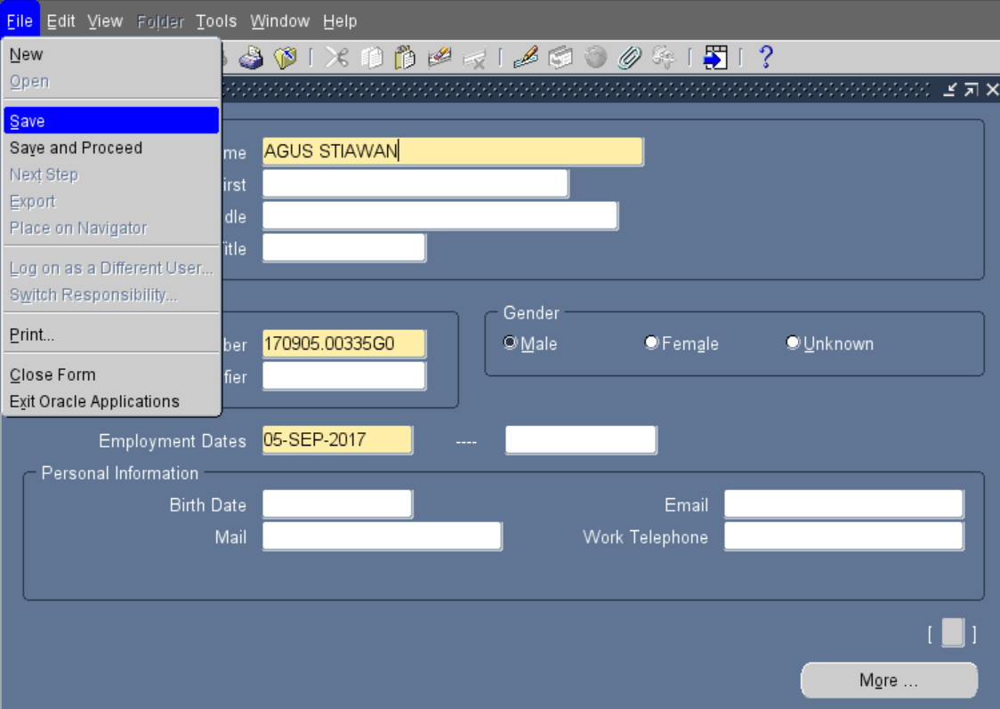 File Edit View Folder Tools Window Help
New
Open
Save
Save and Proceed
Next Step
Export
Place on Navigator
Log on as a Different User...
Switch Responsibility...
Print...
Close Form
Exit Oracle Applications
me AGUS STIAWAN
irst
dle
itle
Gender
ber 170905.00335G0
Male Female Unknown
fier
Employment Dates 05-SEP-2017 ----
Personal Information
Birth Date Email
Mail Work Telephone
[ ]
More ...